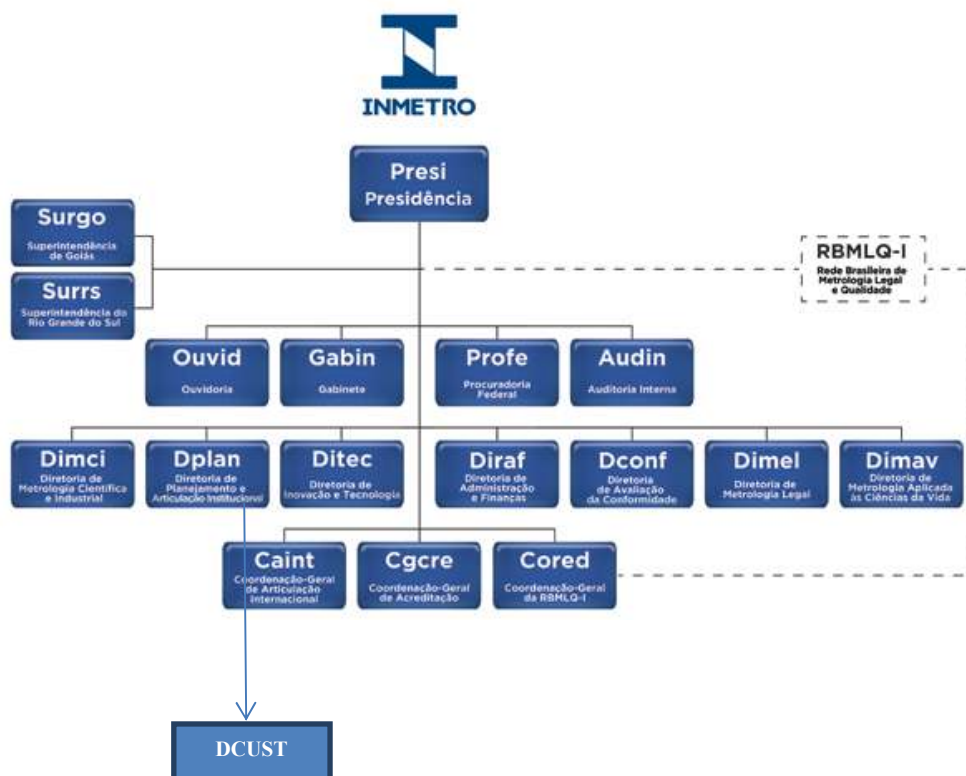 INMETRO
Presi
Presidência
Surgo
Superintendência
de Goiás
Surrs
Superintendência do
Rio Grande do Sul
RBMLQ-I
Rede Brasileira de
Metrologia Legal
e Qualidade
Ouvid
Ouvidoria
Gabin
Gabinete
Profe
Procuradoria
Federal
Audin
Auditoria Interna
Dimci
Diretoria de
Metrologia Científica
e Industrial
Dplan
Diretoria de
Planejamento e
Articulação Institucional
Ditec
Diretoria de
Inovação e Tecnologia
Diraf
Diretoria de
Administração
e Finanças
Dconf
Diretoria
de Avaliação
da Conformidade
Dimel
Diretoria de
Metrologia Legal
Dimav
Diretoria de
Metrologia Aplicada
às Ciências da Vida
Caint
Coordenação-Geral
de Articulação
Internacional
Cgcre
Coordenação-Geral
de Acreditação
Cored
Coordenação-Geral
da RBMLQ-I
DCUST